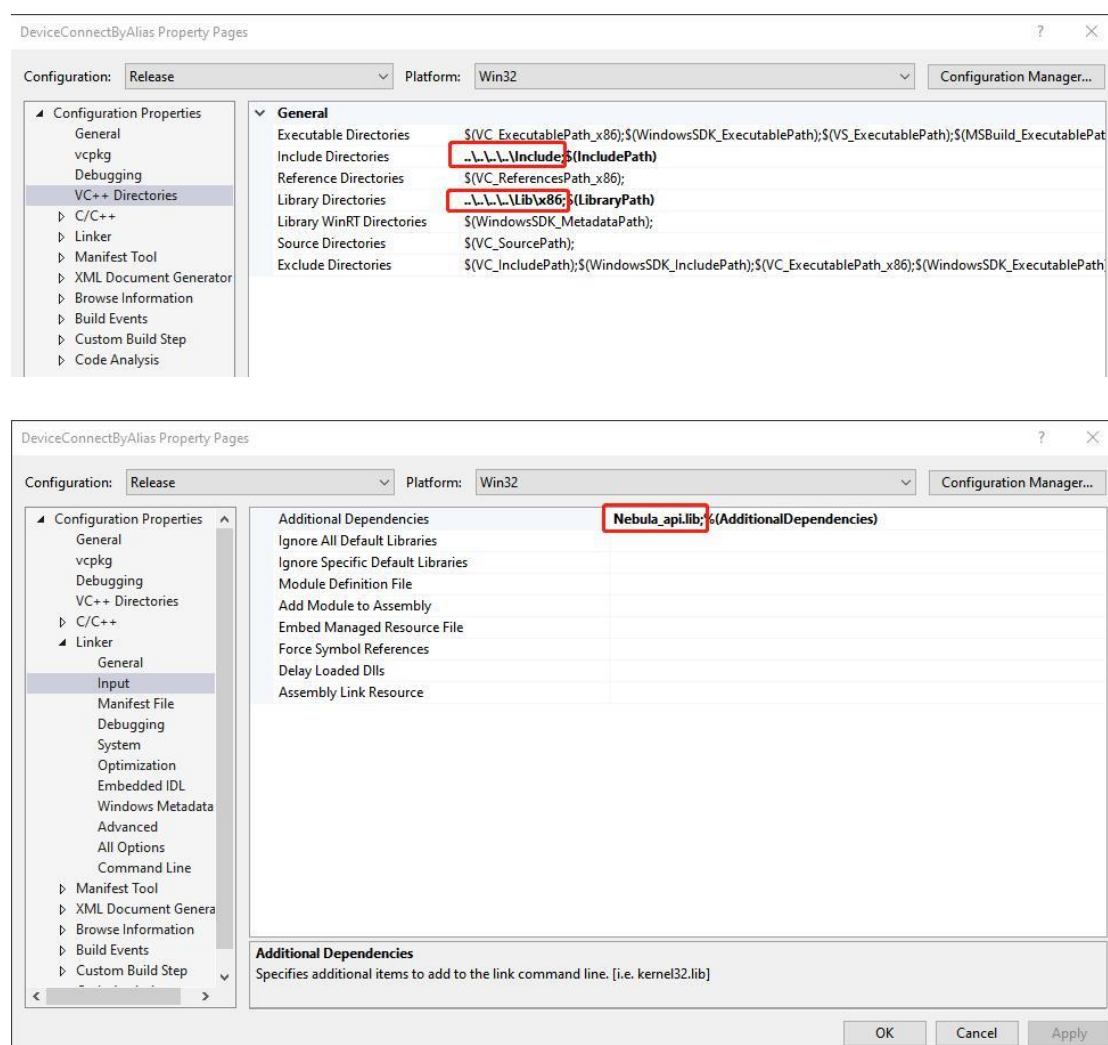 DeviceConnectByAlias Property Pages ? ×
Configuration: Release Platform: Win32 Configuration Manager...
Configuration Properties
General
vcpkg
Debugging
VC++ Directories
C/C++
Linker
Manifest Tool
XML Document Generator
Browse Information
Build Events
Custom Build Step
Code Analysis
General
Executable Directories $(VC_ExecutablePath_x86);$(WindowsSDK_ExecutablePath);$(VS_ExecutablePath);$(MSBuild_ExecutablePat
Include Directories ..\..\..\..\Include;$(IncludePath)
Reference Directories $(VC_ReferencesPath_x86);
Library Directories ..\..\..\..\Lib\x86;$(LibraryPath)
Library WinRT Directories $(WindowsSDK_MetadataPath);
Source Directories $(VC_SourcePath);
Exclude Directories $(VC_IncludePath);$(WindowsSDK_IncludePath);$(VC_ExecutablePath_x86);$(WindowsSDK_ExecutablePath
DeviceConnectByAlias Property Pages ? ×
Configuration: Release Platform: Win32 Configuration Manager...
Configuration Properties
General
vcpkg
Debugging
VC++ Directories
C/C++
Linker
General
Input
Manifest File
Debugging
System
Optimization
Embedded IDL
Windows Metadata
Advanced
All Options
Command Line
Manifest Tool
XML Document Genera
Browse Information
Build Events
Custom Build Step
Additional Dependencies Nebula_api.lib;%(AdditionalDependencies)
Ignore All Default Libraries
Ignore Specific Default Libraries
Module Definition File
Add Module to Assembly
Embed Managed Resource File
Force Symbol References
Delay Loaded Dlls
Assembly Link Resource
Additional Dependencies
Specifies additional items to add to the link command line. [i.e. kernel32.lib]
OK Cancel Apply